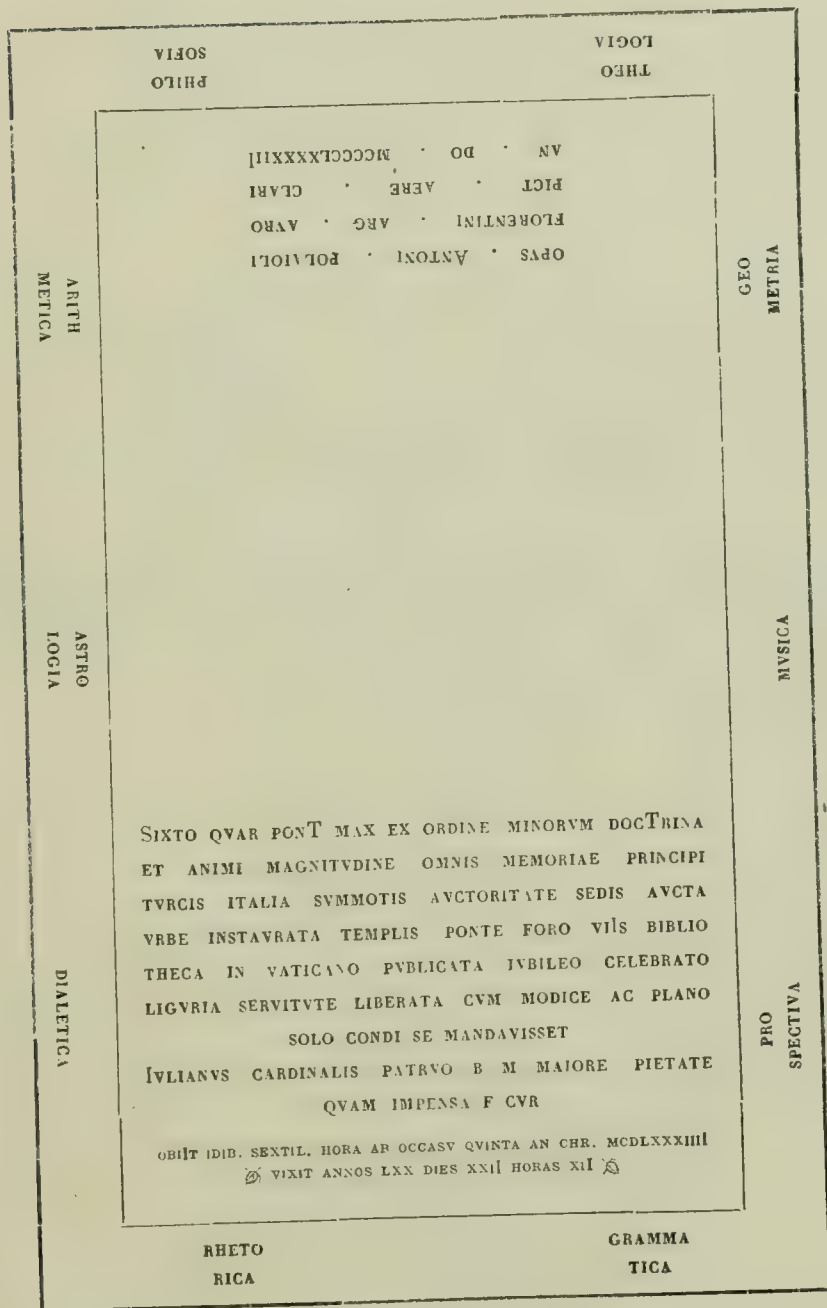 THEO
LOGIA
PHILO
SOFIA
OPVS . ANTONI . POLAIOLI
FLORENTINI . ARG . AVRO
PICT . AERE . CLARI
AN . DO . MCCCCLXXXXIII
ARITH
METICA
GEO
METRIA
ASTRO
LOGIA
MVSICA
DIALETICA
PRO
SPECTIVA
SIXTO QVAR PONT MAX EX ORDINE MINORVM DOCTRINA
ET ANIMI MAGNITVDINE OMNIS MEMORIAE PRINCIPI
TVRCIS ITALIA SVMMOTIS AVCTORITATE SEDIS AVCTA
VRBE INSTAVRATA TEMPLIS PONTE FORO VIIS BIBLIO
THECA IN VATICANO PVBLICATA IVBILEO CELEBRATO
LIGVRIA SERVITVTE LIBERATA CVM MODICE AC PLANO
SOLO CONDI SE MANDAVISSET
IVLIANVS CARDINALIS PATRVO B M MAIORE PIETATE
QVAM IMPENSA F CVR
OBIIT IDIB. SEXTIL. HORA AB OCCASV QVINTA AN CHR. MCDLXXXIIII
VIXIT ANNOS LXX DIES XXII HORAS XII
RHETO
RICA
GRAMMA
TICA